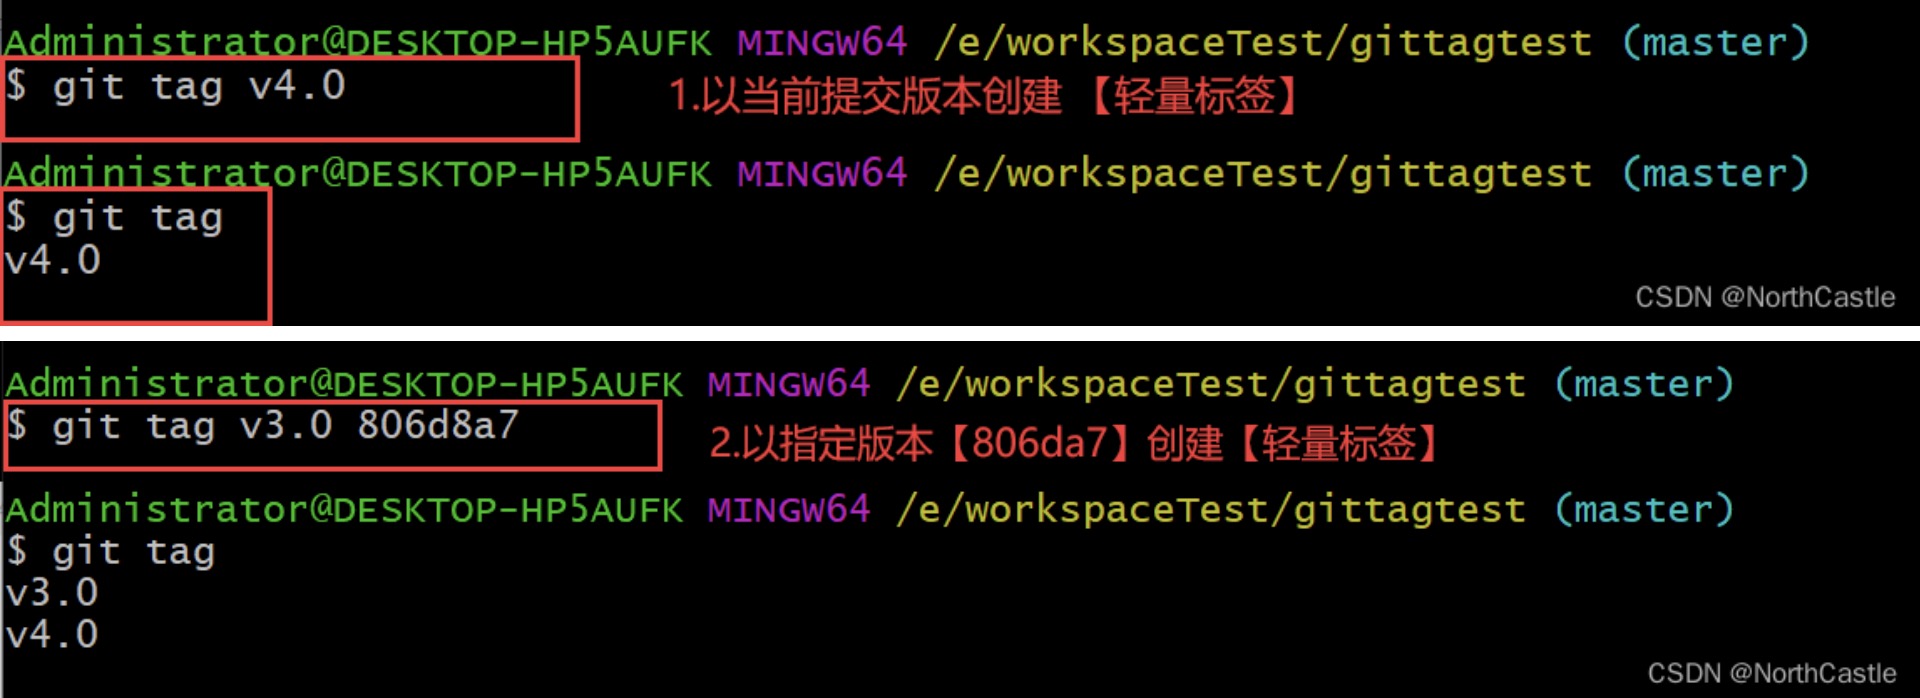 Administrator@DESKTOP-HP5AUFK MINGW64 /e/workspaceTest/gittagtest (master)
$ git tag v4.0
1.以当前提交版本创建 【轻量标签】
Administrator@DESKTOP-HP5AUFK MINGW64 /e/workspaceTest/gittagtest (master)
$ git tag
v4.0
CSDN @NorthCastle
Administrator@DESKTOP-HP5AUFK MINGW64 /e/workspaceTest/gittagtest (master)
$ git tag v3.0 806d8a7
2.以指定版本【806da7】创建【轻量标签】
Administrator@DESKTOP-HP5AUFK MINGW64 /e/workspaceTest/gittagtest (master)
$ git tag
v3.0
v4.0
CSDN @NorthCastle